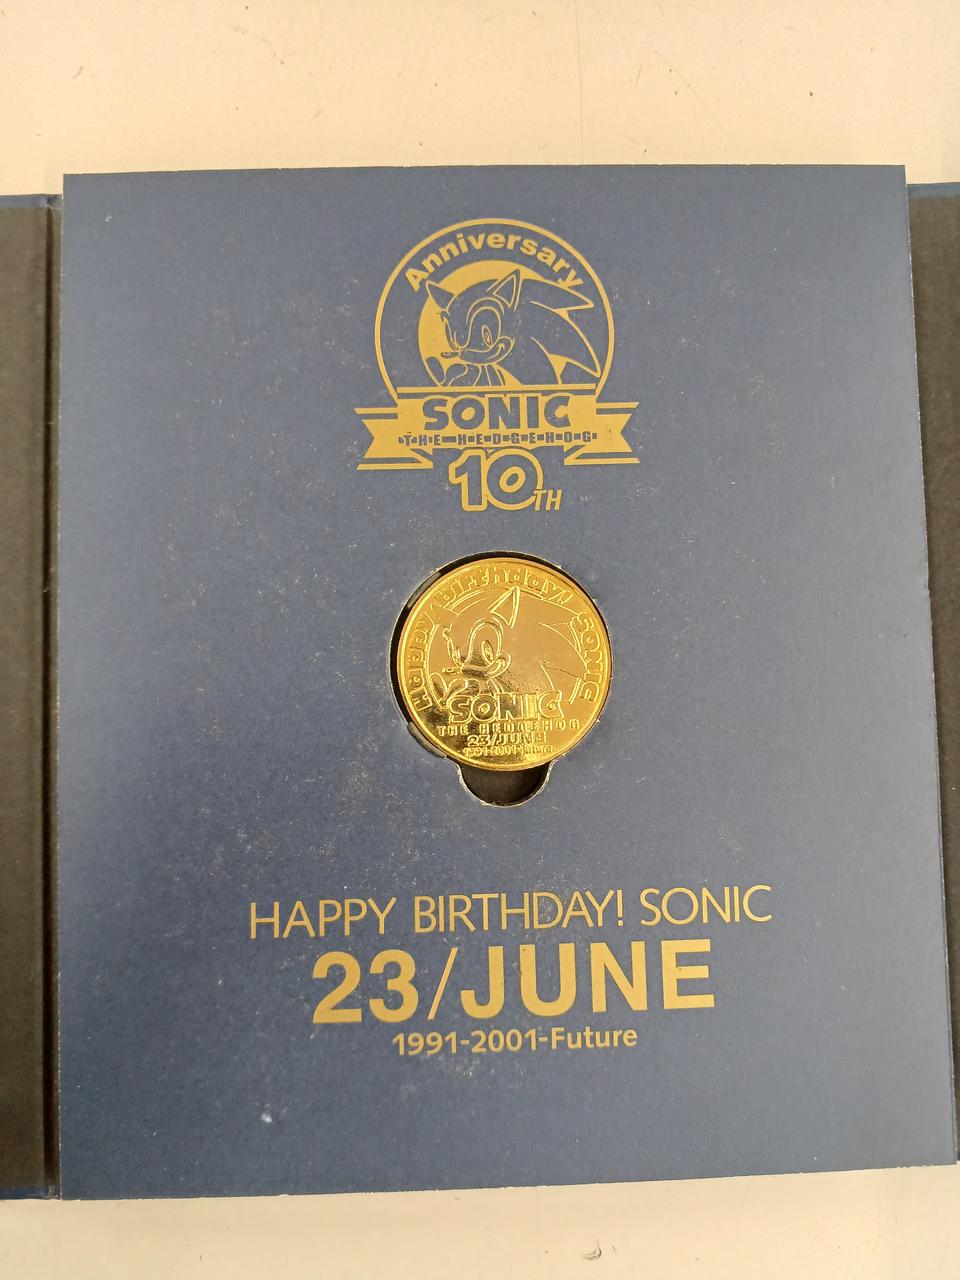 Anniversary
SONIC
THE HEDGEHOG
10TH
Happy birthday! SONIC
SONIC
THE HEDGEHOG
23/JUNE
1991-2001-Future
HAPPY BIRTHDAY! SONIC
23/JUNE
1991-2001-Future